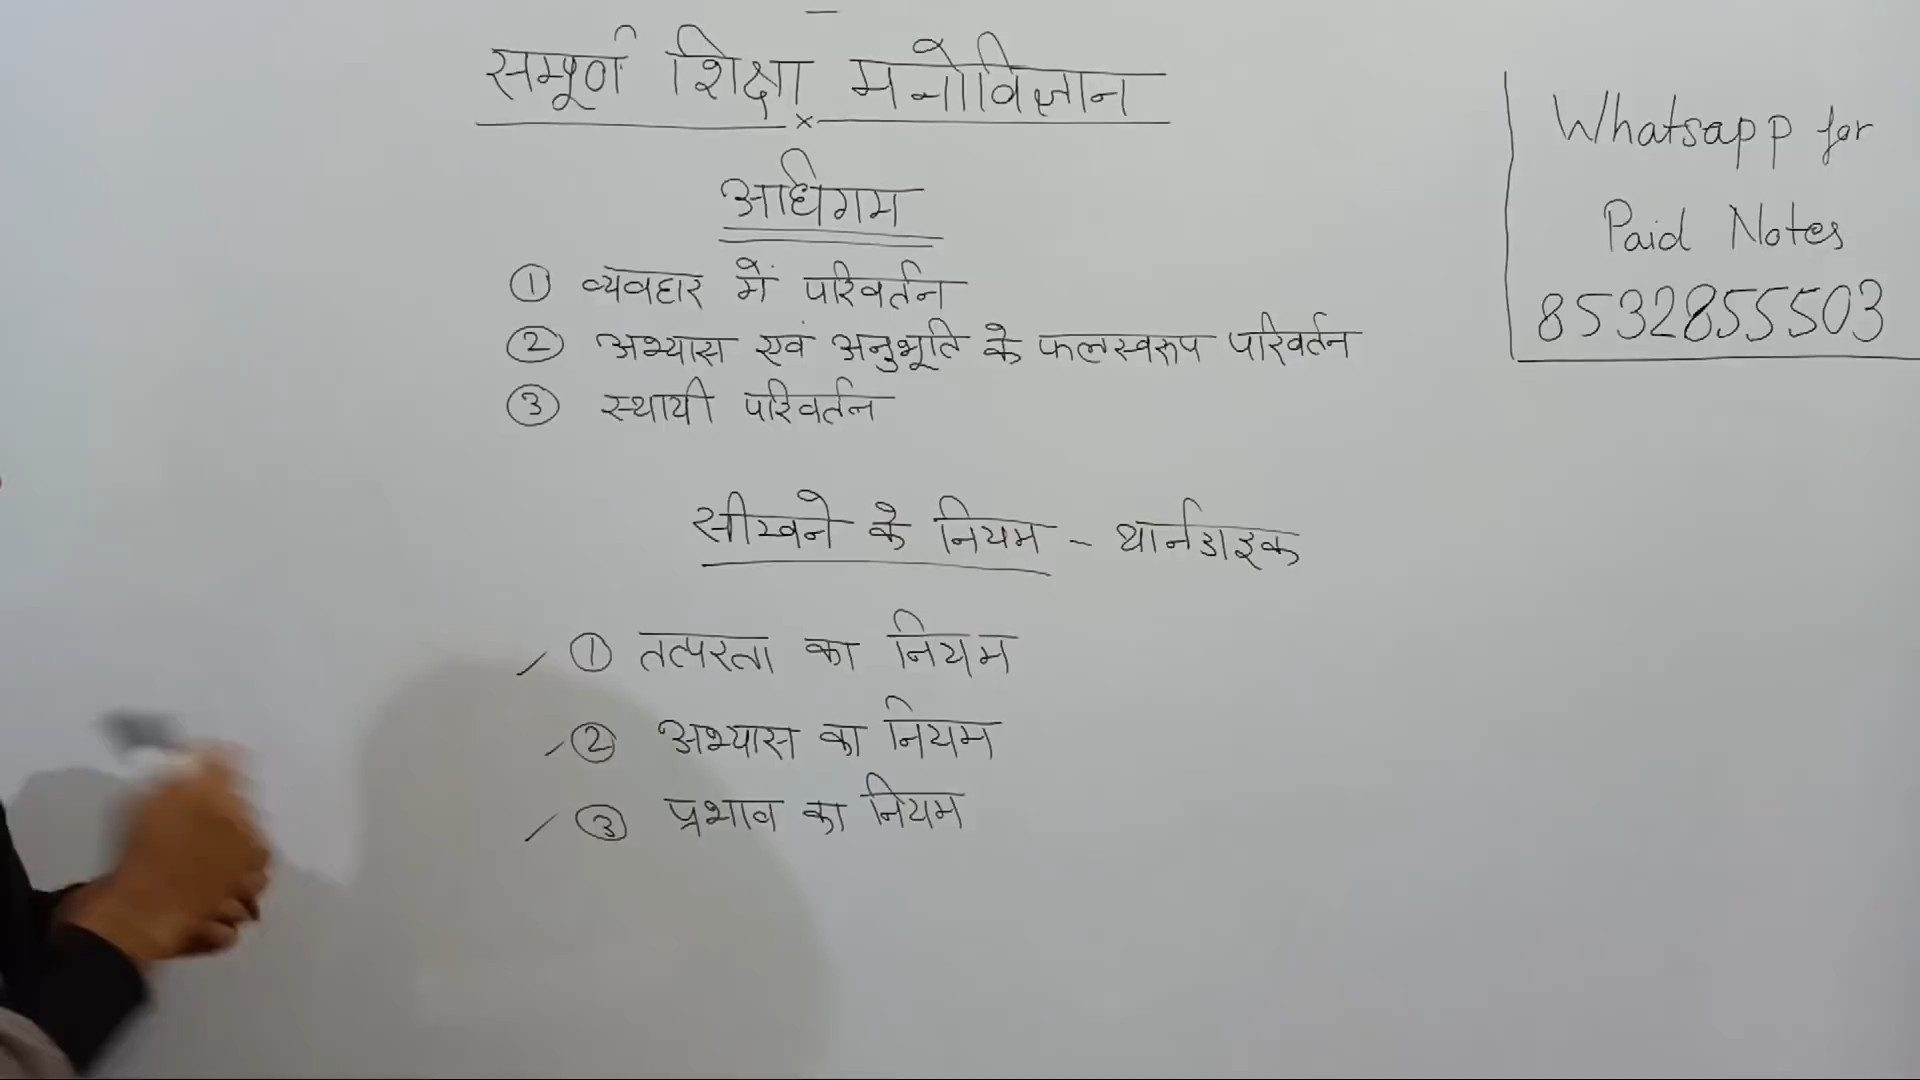 सम्पूर्ण शिक्षा मनोविज्ञान
अधिगम
① व्यवहार में परिवर्तन
② अभ्यास एवं अनुभूति के फलस्वरूप परिवर्तन
③ स्थायी परिवर्तन
सीखने के नियम - थार्नडाइक
① तत्परता का नियम
② अभ्यास का नियम
③ प्रभाव का नियम
Whatsapp for
Paid Notes
8532855503